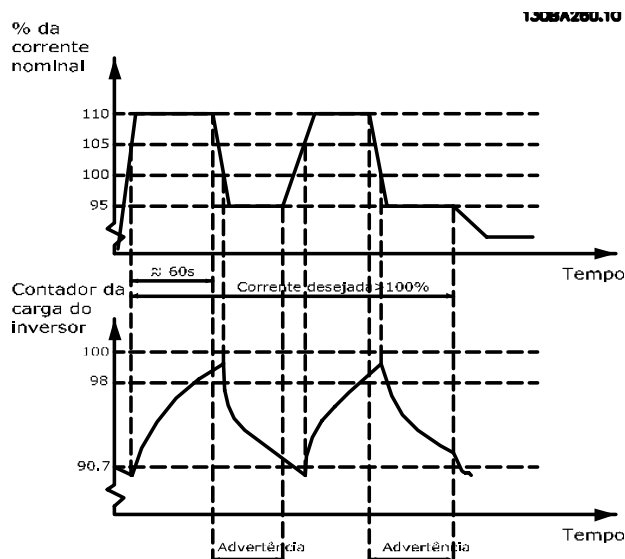 130BA260.10
% da
corrente
nominal
110
105
100
95
≈ 60s
Tempo
Corrente desejada>100%
Contador da
carga do
inversor
100
98
90.7
Tempo
Advertência
Advertência